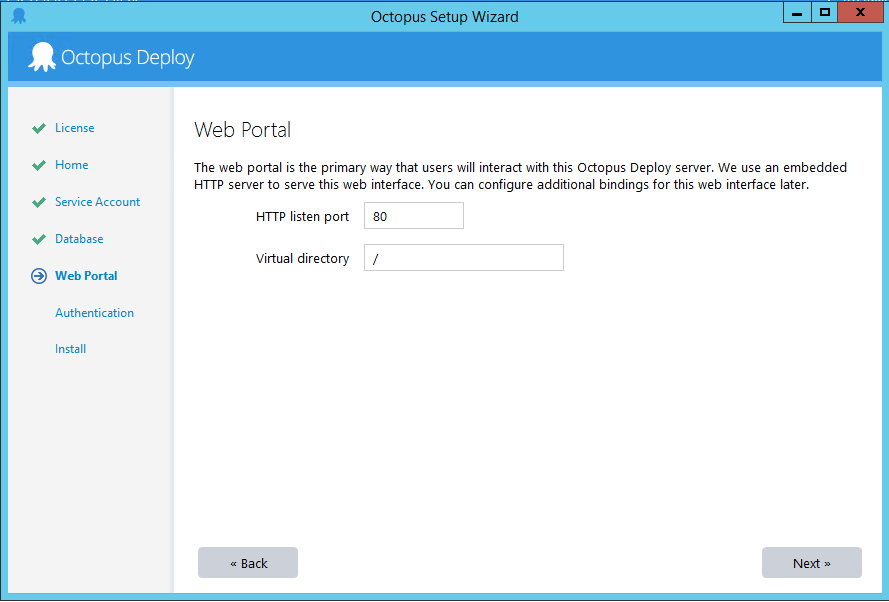 Octopus Setup Wizard
Octopus Deploy
License
Home
Service Account
Database
Web Portal
Authentication
Install
Web Portal
The web portal is the primary way that users will interact with this Octopus Deploy server. We use an embedded
HTTP server to serve this web interface. You can configure additional bindings for this web interface later.
HTTP listen port 80
Virtual directory /
« Back
Next »